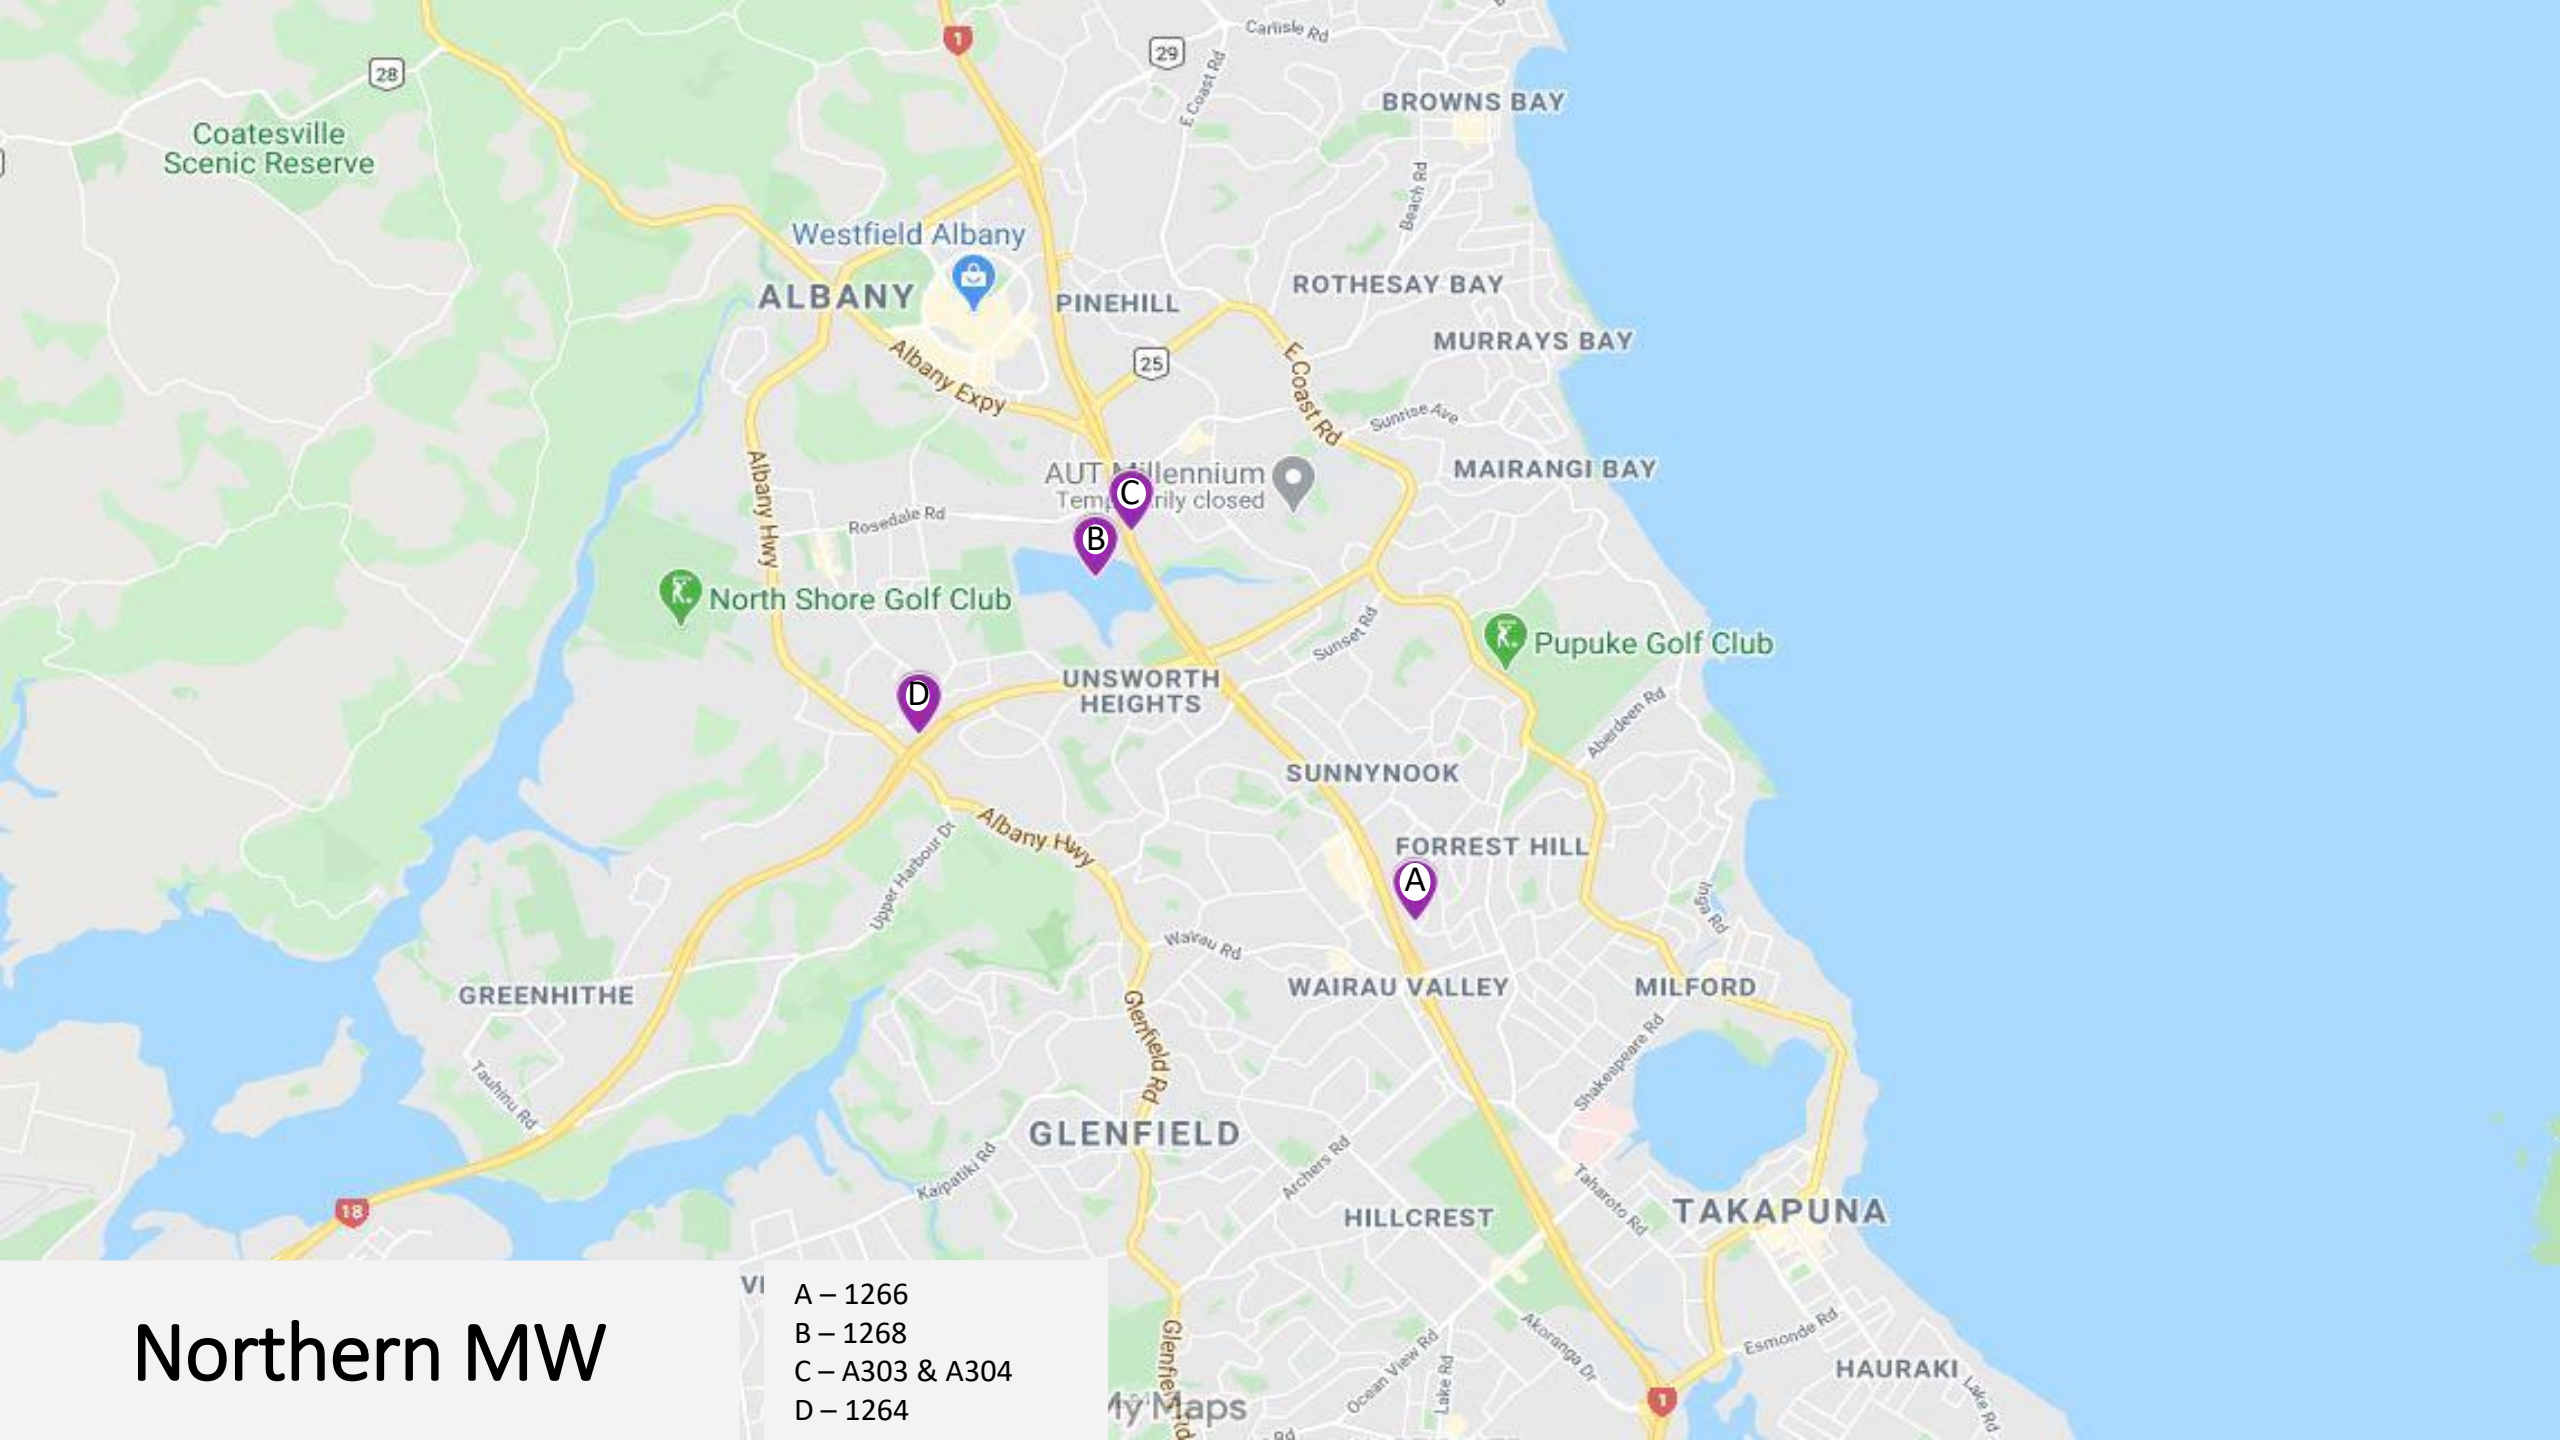 1
29
Carlisle Rd
28
E Coast Rd
BROWNS BAY
Coatesville
Scenic Reserve
Beach Rd
Westfield Albany
ALBANY
PINEHILL
ROTHESAY BAY
MURRAYS BAY
25
Albany Expy
E Coast Rd
Sunrise Ave
MAIRANGI BAY
Albany Hwy
AUT Millennium
C
closed
Rosedale Rd
B
North Shore Golf Club
Sunset Rd
Pupuke Golf Club
UNSWORTH
HEIGHTS
D
Aberdeen Rd
SUNNYNOOK
Albany Hwy
Upper Harbour Dr
FORREST HILL
A
Inga Rd
Wairau Rd
GREENHITHE
WAIRAU VALLEY
MILFORD
Glenfield Rd
Shakespeare Rd
Tauhinu Rd
GLENFIELD
Archers Rd
Kaipatiki Rd
Taharoto Rd
18
HILLCREST
TAKAPUNA
Northern MW
A – 1266
B – 1268
C – A303 & A304
D – 1264
Akoranga Dr
Esmonde Rd
Ocean View Rd
Lake Rd
HAURAKI
Lake Rd
1
My Maps